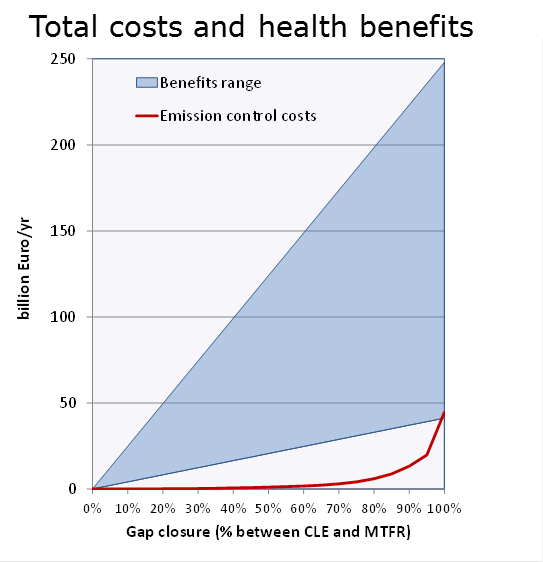 Total costs and health benefits
250
200
150
100
50
0
billion Euro/yr
Benefits range
Emission control costs
0% 10% 20% 30% 40% 50% 60% 70% 80% 90% 100%
Gap closure (% between CLE and MTFR)